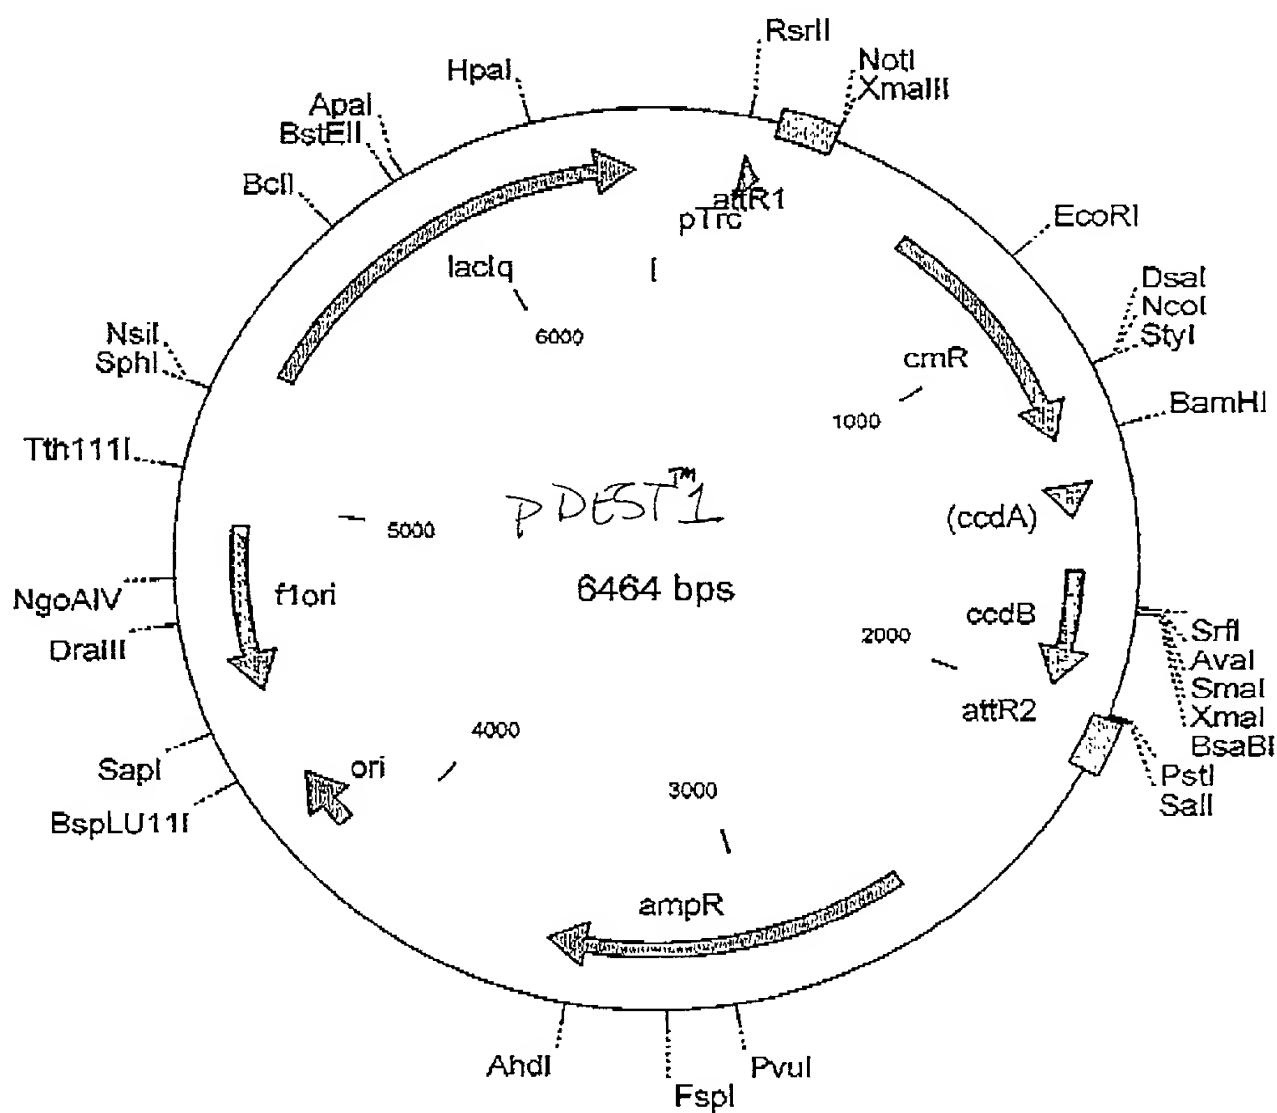 RsrII
NotI
XmaIII
HpaI
ApaI
BstEII
BclI
attR1
pTrc
EcoRI
lacIq
1
DsaI
NcoI
StyI
NsiI
SphI
6000
cmR
BamHI
1000
Tth111I
pDEST™1
(ccdA)
5000
6464 bps
NgoAIV
f1ori
ccdB
DraIII
2000
SrfI
AvaI
SmaI
XmaI
BsaBI
attR2
4000
SapI
ori
PstI
SalI
3000
BspLU11I
ampR
AhdI
PvuI
FspI